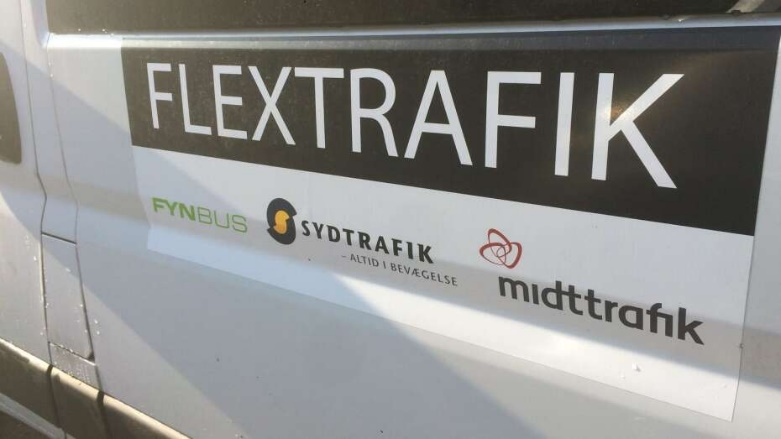 FLEXTRAFIK
FYNBUS
SYDTRAFIK
- ALTID I BEVÆGELSE
midttrafik